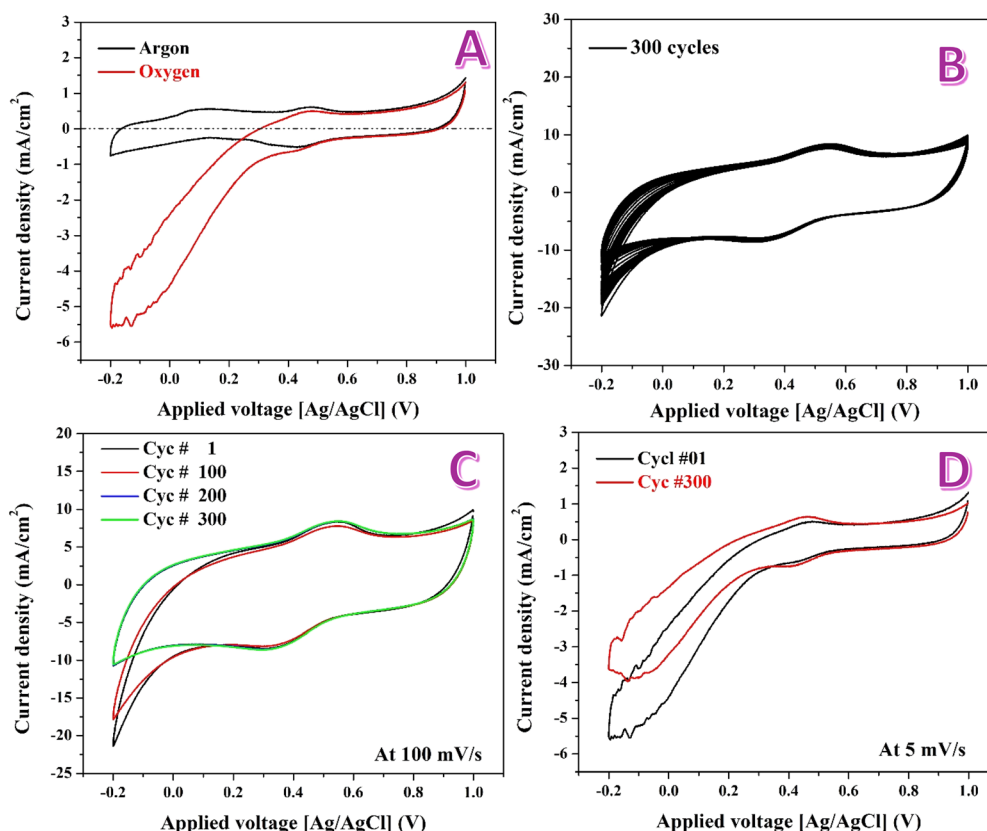 A
Argon
Oxygen
3
2
1
0
-1
-2
-3
-4
-5
-6
Current density (mA/cm²)
-0.2 0.0 0.2 0.4 0.6 0.8 1.0
Applied voltage [Ag/AgCl] (V)
B
300 cycles
30
20
10
0
-10
-20
-30
Current density (mA/cm²)
-0.2 0.0 0.2 0.4 0.6 0.8 1.0
Applied voltage [Ag/AgCl] (V)
C
Cyc # 1
Cyc # 100
Cyc # 200
Cyc # 300
20
15
10
5
0
-5
-10
-15
-20
-25
Current density (mA/cm²)
At 100 mV/s
-0.2 0.0 0.2 0.4 0.6 0.8 1.0
Applied voltage [Ag/AgCl] (V)
D
Cycl #01
Cyc #300
3
2
1
0
-1
-2
-3
-4
-5
-6
Current density (mA/cm²)
At 5 mV/s
-0.2 0.0 0.2 0.4 0.6 0.8 1.0
Applied voltage [Ag/AgCl] (V)